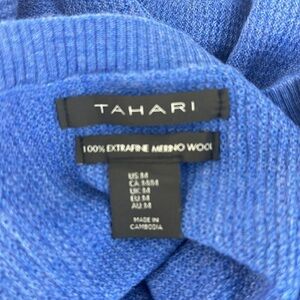 TAHARI
100% EXTRAFINE MERINO WOOL
US:M
CA :M/M
UK:M
EU:M
AU:M
MADE IN
CAMBODIA